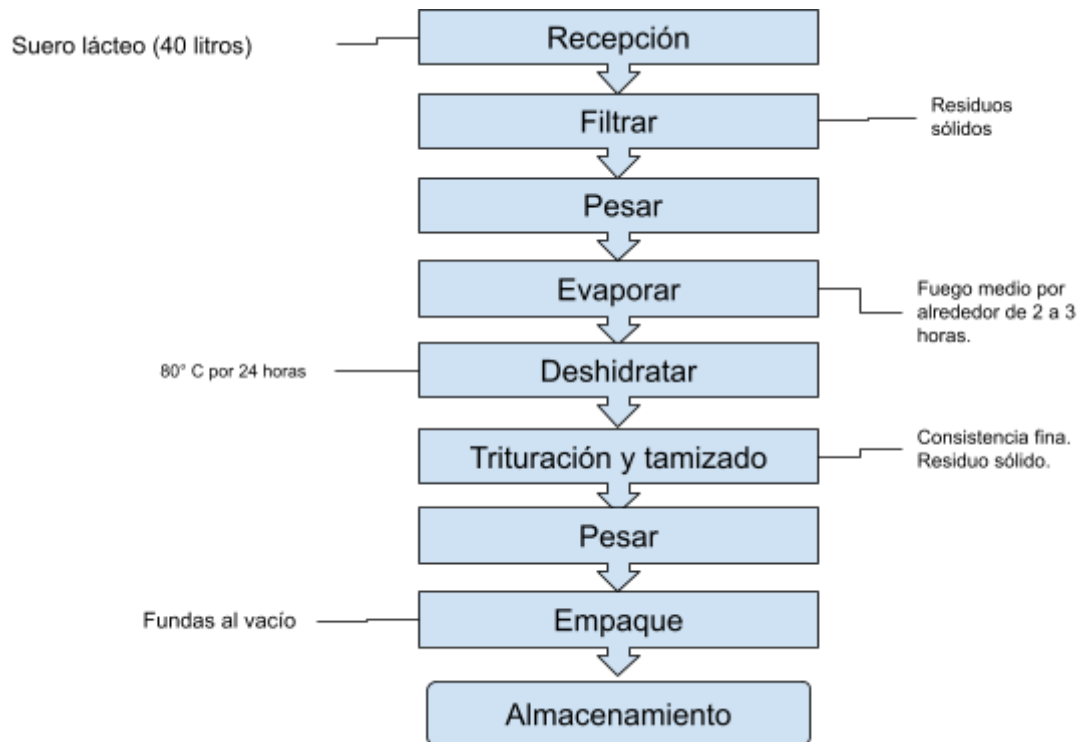 Suero lácteo (40 litros)
Recepción
Filtrar
Residuos
sólidos
Pesar
Evaporar
Fuego medio por
alrededor de 2 a 3
horas.
80° C por 24 horas
Deshidratar
Trituración y tamizado
Consistencia fina.
Residuo sólido.
Pesar
Fundas al vacío
Empaque
Almacenamiento